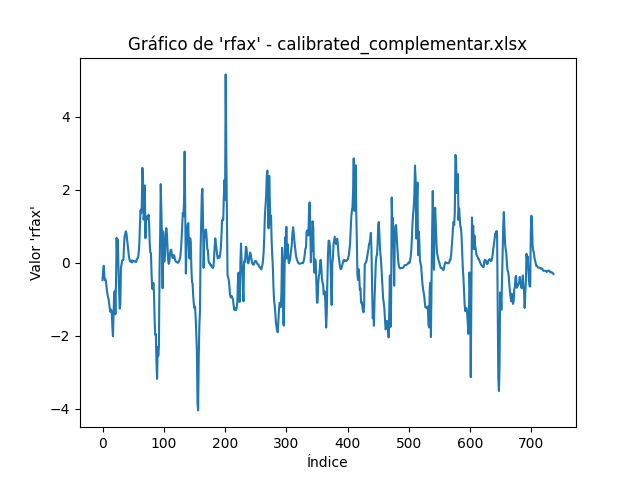 Gráfico de 'rfax' - calibrated_complementar.xlsx
Valor 'rfax'
4
2
0
−2
−4
0 100 200 300 400 500 600 700
Índice